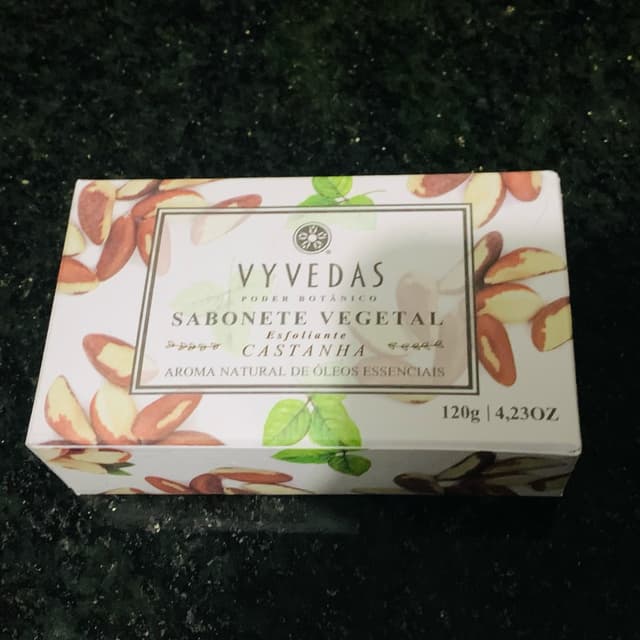 VYVEDAS
PODER BOTÂNICO
SABONETE VEGETAL
Esfoliante
CASTANHA
AROMA NATURAL DE ÓLEOS ESSENCIAIS
120g | 4,23OZ